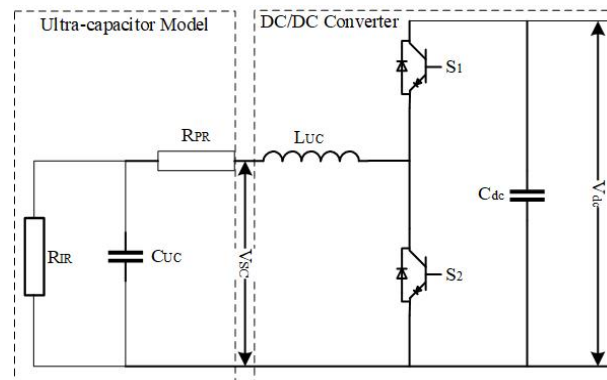 Ultra-capacitor Model
DC/DC Converter
S1
RPR
LUC
Cdc
Vdc
RIR
CUC
VSC
S2